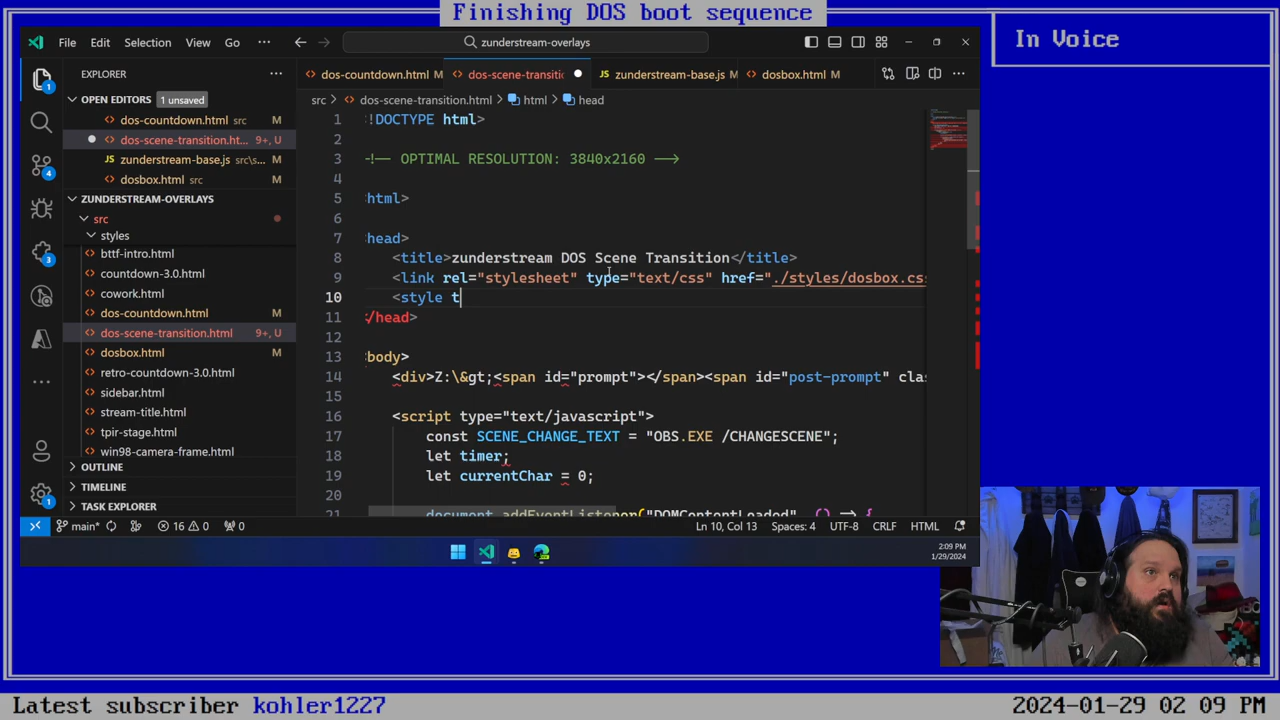 Finishing DOS boot sequence
In Voice
File Edit Selection View Go ··· zunderstream-overlays
EXPLORER ···
dos-countdown.html M dos-scene-transitic zunderstream-base.js M dosbox.html M
OPEN EDITORS 1 unsaved
dos-countdown.html src M
dos-scene-transition.ht... 9+, U
zunderstream-base.js src\s... M
dosbox.html src M
ZUNDERSTREAM-OVERLAYS
src
styles
bttf-intro.html
countdown-3.0.html
cowork.html
dos-countdown.html M
dos-scene-transition.html 9+, U
dosbox.html M
retro-countdown-3.0.html
sidebar.html
stream-title.html
tpir-stage.html
win98-camera-frame.html
OUTLINE
TIMELINE
TASK EXPLORER
1
4
3
1
src > dos-scene-transition.html > html > head
1 !DOCTYPE html>
2
3 !-- OPTIMAL RESOLUTION: 3840x2160 -->
4
5 html>
6
7 head>
8 <title>zunderstream DOS Scene Transition</title>
9 <link rel="stylesheet" type="text/css" href="./styles/dosbox.cs
10 <style t
11 /head>
12
13 body>
14 <div>Z:\&gt;<span id="prompt"></span><span id="post-prompt" clas
15
16 <script type="text/javascript">
17 const SCENE_CHANGE_TEXT = "OBS.EXE /CHANGESCENE";
18 let timer;
19 let currentChar = 0;
20
21 document.addEventListener("DOMContentLoaded", () => {
main* 16 0 0 Ln 10, Col 13 Spaces: 4 UTF-8 CRLF HTML
2:09 PM
1/29/2024
Latest subscriber kohler1227
2024-01-29 02 09 PM